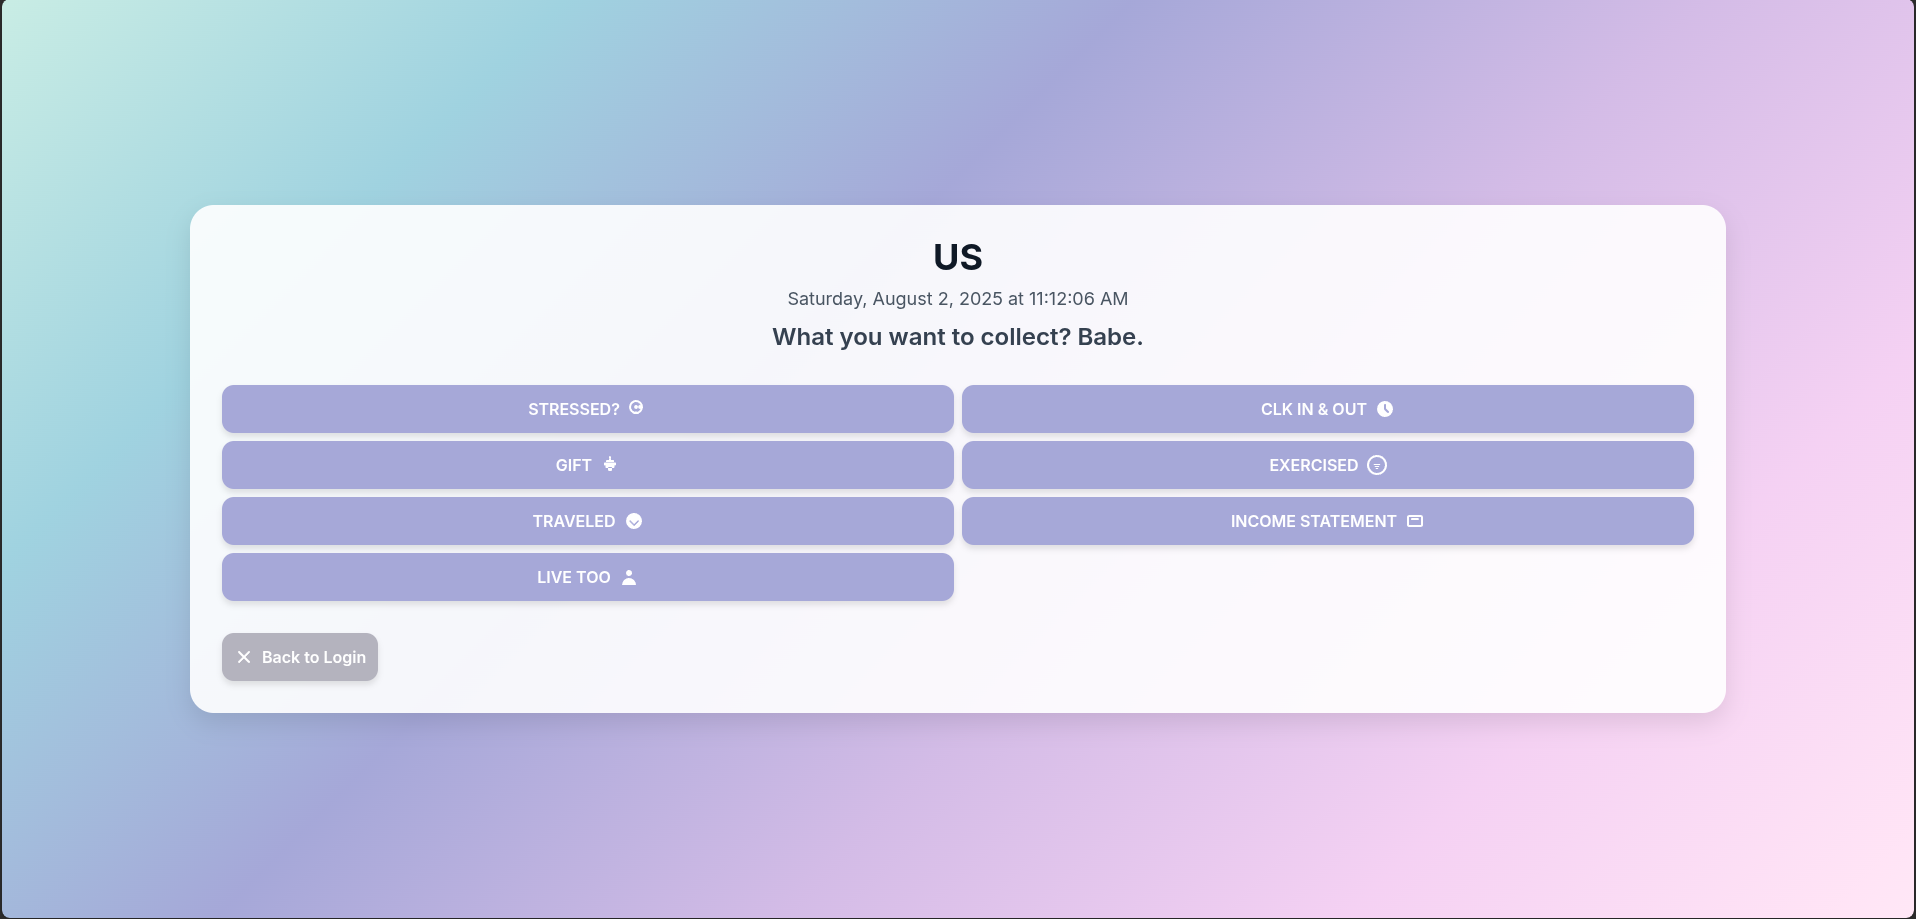 US
Saturday, August 2, 2025 at 11:12:06 AM
What you want to collect? Babe.
STRESSED?
CLK IN & OUT
GIFT
EXERCISED
TRAVELED
INCOME STATEMENT
LIVE TOO
Back to Login